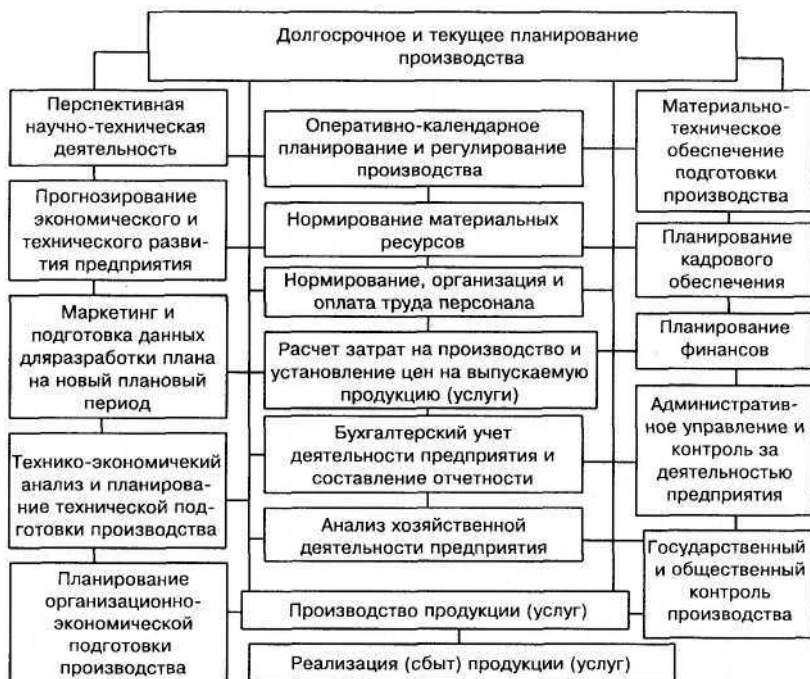 Долгосрочное и текущее планирование
производства
Перспективная
научно-техническая
деятельность
Прогнозирование
экономического и
технического разви-
тия предприятия
Маркетинг и
подготовка данных
дляразработки плана
на новый плановый
период
Технико-экономичекий
анализ и планирова-
ние технической под-
готовки производства
Планирование
организационно-
экономической
подготовки
производства
Оперативно-календарное
планирование и регулирование
производства
Нормирование материальных
ресурсов
Нормирование, организация и
оплата труда персонала
Расчет затрат на производство и
установление цен на выпускаемую
продукцию (услуги)
Бухгалтерский учет
деятельности предприятия и
составление отчетности
Анализ хозяйственной
деятельности предприятия
Производство продукции (услуг)
Реализация (сбыт) продукции (услуг)
Материально-
техническое
обеспечение
подготовки
производства
Планирование
кадрового
обеспечения
Планирование
финансов
Административ-
ное управление и
контроль за
деятельностью
предприятия
Государственный
и общественный
контроль
производства